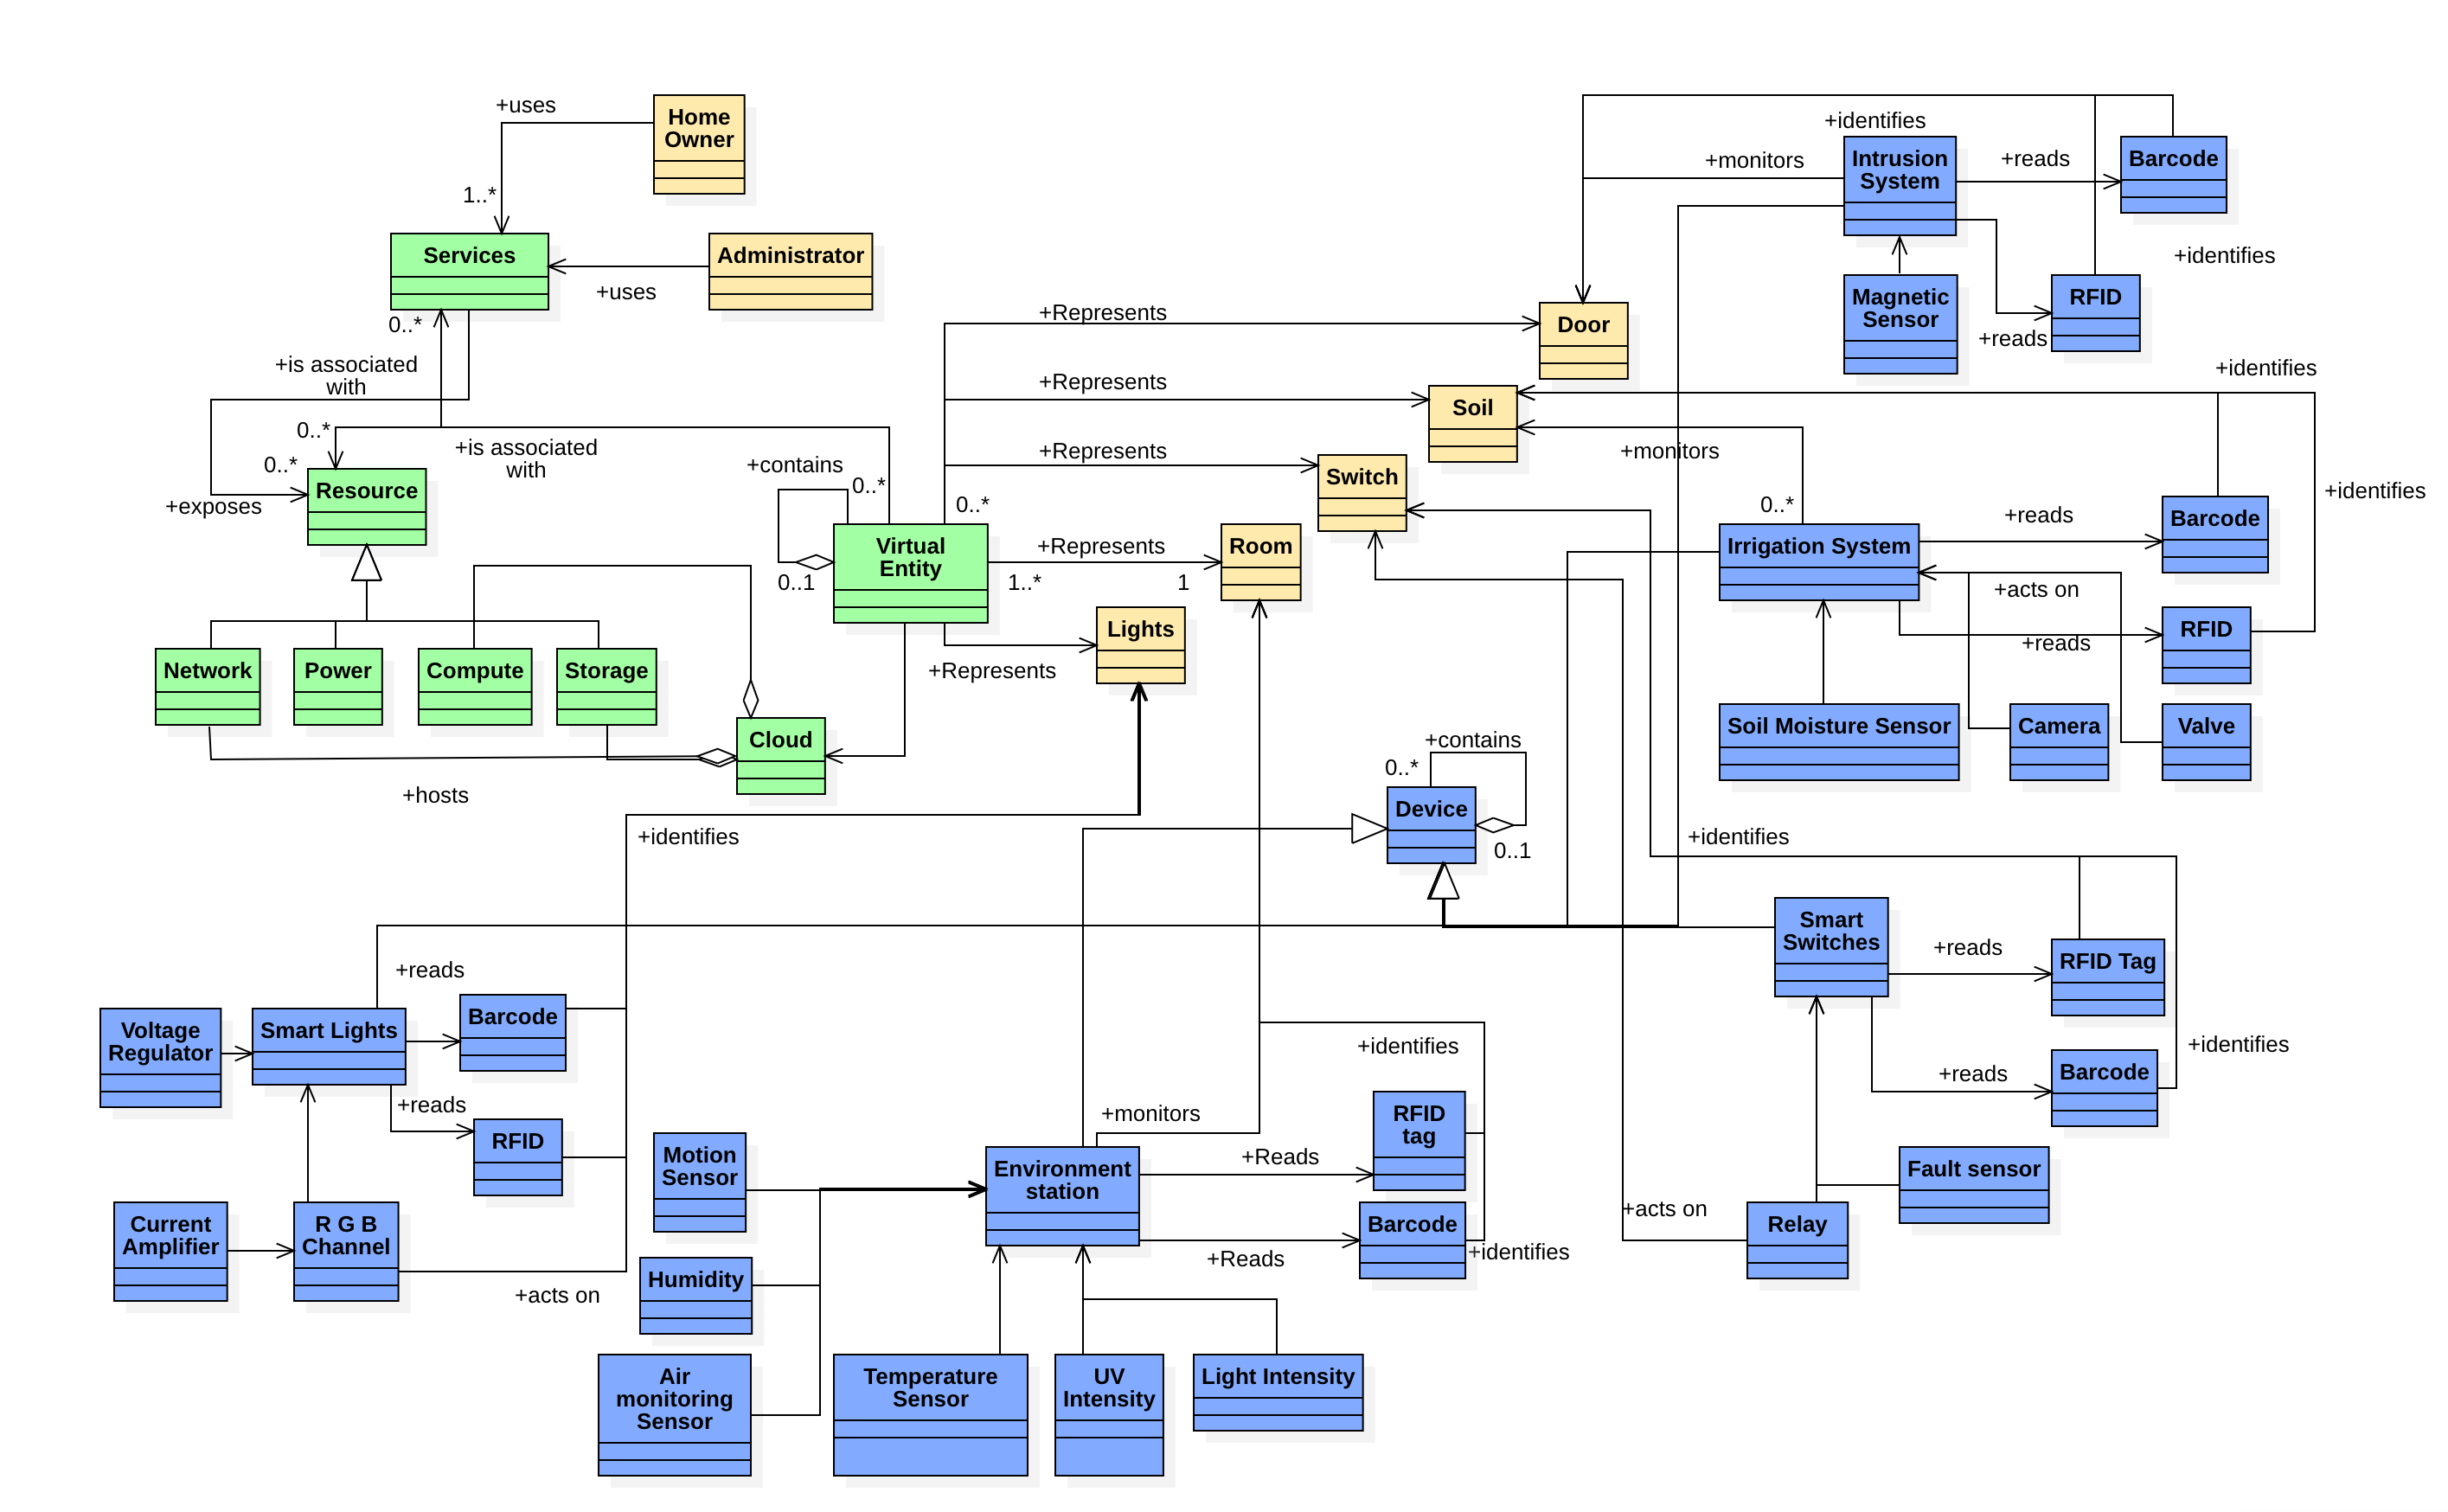 +uses
Home
Owner
1..*
Services
Administrator
+uses
0..*
+is associated
with
0..*
+is associated
with
0..*
Resource
+exposes
+contains
0..*
0..*
Virtual
Entity
0..1
+Represents
+Represents
+Represents
+Represents
1..*
1
+Represents
Door
Soil
Switch
Room
Lights
Network
Power
Compute
Storage
Cloud
+hosts
+identifies
+monitors
Intrusion
System
+reads
Barcode
+identifies
Magnetic
Sensor
RFID
+reads
+identifies
+monitors
0..*
+identifies
Irrigation System
+reads
Barcode
+acts on
RFID
+reads
Soil Moisture Sensor
Camera
Valve
+contains
0..*
Device
0..1
+identifies
+identifies
Smart
Switches
+reads
RFID Tag
+identifies
+reads
Barcode
Fault sensor
+acts on
Relay
+reads
Voltage
Regulator
Smart Lights
Barcode
+reads
RFID
Current
Amplifier
R G B
Channel
+acts on
Motion
Sensor
Humidity
Air
monitoring
Sensor
Environment
station
+monitors
+identifies
RFID
tag
+Reads
Barcode
+Reads
+identifies
Temperature
Sensor
UV
Intensity
Light Intensity